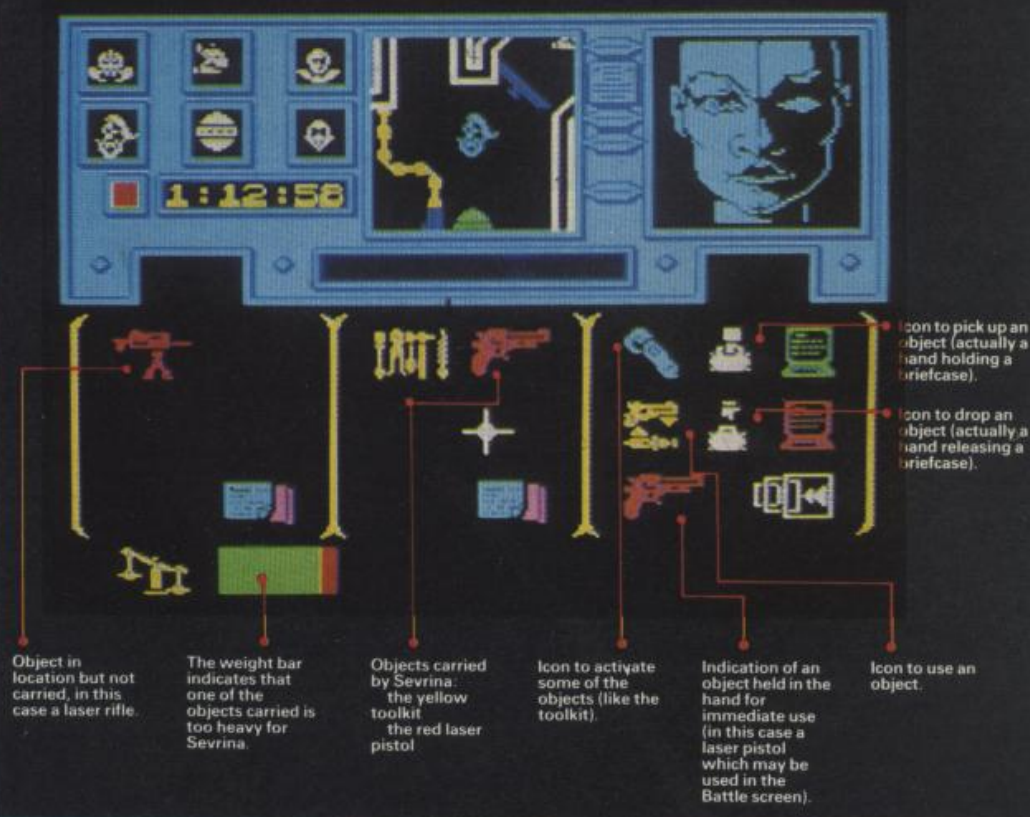 1:12:58
Icon to pick up an
object (actually a
hand holding a
briefcase).
Icon to drop an
object (actually a
hand releasing a
briefcase).
Object in
location but not
carried, in this
case a laser rifle.
The weight bar
indicates that
one of the
objects carried is
too heavy for
Sevrina.
Objects carried
by Sevrina:
the yellow
toolkit
the red laser
pistol
Icon to activate
some of the
objects (like the
toolkit).
Indication of an
object held in the
hand for
immediate use
(in this case a
laser pistol
which may be
used in the
Battle screen).
Icon to use an
object.